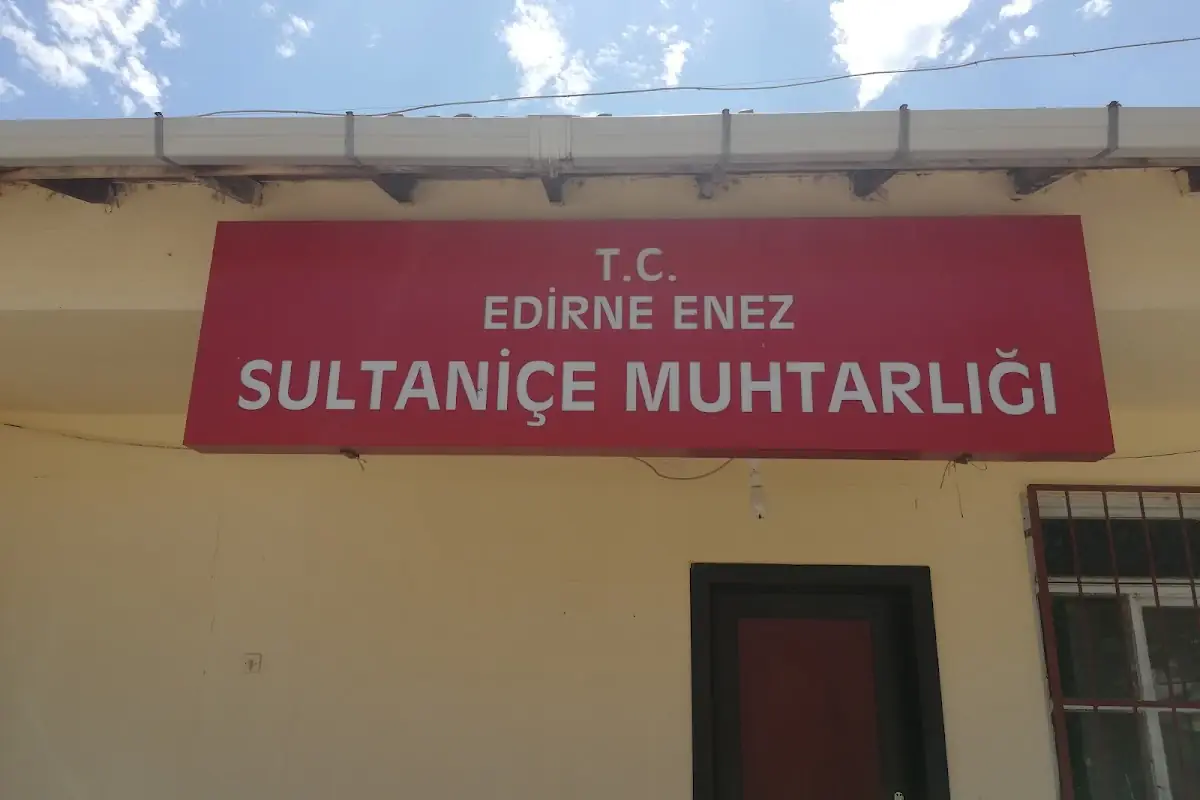 T.C.
EDİRNE ENEZ
SULTANİÇE MUHTARLIĞI